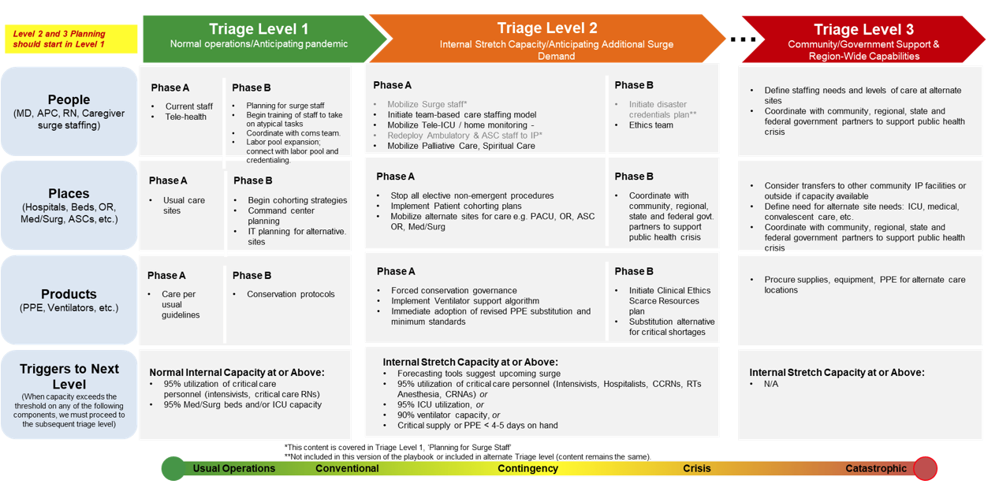 Level 2 and 3 Planning
should start in Level 1
Triage Level 1
Normal operations/Anticipating pandemic
Triage Level 2
Internal Stretch Capacity/Anticipating Additional Surge
Demand
...
Triage Level 3
Community/Government Support &
Region-Wide Capabilities
People
(MD, APC, RN, Caregiver
surge staffing)
Phase A
• Current staff
• Tele-health
Phase B
• Planning for surge staff
• Begin training of staff to take
on atypical tasks
• Coordinate with coms team.
• Labor pool expansion;
connect with labor pool and
credentialing.
Phase A
• Mobilize Surge staff*
• Initiate team-based care staffing model
• Mobilize Tele-ICU / home monitoring -
• Redeploy Ambulatory & ASC staff to IP*
• Mobilize Palliative Care, Spiritual Care
Phase B
• Initiate disaster
credentials plan**
• Ethics team
• Define staffing needs and levels of care at alternate
sites
• Coordinate with community, regional, state and
federal government partners to support public health
crisis
Places
(Hospitals, Beds, OR,
Med/Surg, ASCs, etc.)
Phase A
• Usual care
sites
Phase B
• Begin cohorting strategies
• Command center
planning
• IT planning for alternative.
sites
Phase A
• Stop all elective non-emergent procedures
• Implement Patient cohorting plans
• Mobilize alternate sites for care e.g. PACU, OR, ASC
OR, Med/Surg
Phase B
• Coordinate with
community, regional,
state and federal govt.
partners to support
public health crisis
• Consider transfers to other community IP facilities or
outside if capacity available
• Define need for alternate site needs: ICU, medical,
convalescent care, etc.
• Coordinate with community, regional, state and
federal government partners to support public health
crisis
Products
(PPE, Ventilators, etc.)
Phase A
• Care per
usual
guidelines
Phase B
• Conservation protocols
Phase A
• Forced conservation governance
• Implement Ventilator support algorithm
• Immediate adoption of revised PPE substitution and
minimum standards
Phase B
• Initiate Clinical Ethics
Scarce Resources
plan
• Substitution alternative
for critical shortages
• Procure supplies, equipment, PPE for alternate care
locations
Triggers to Next
Level
(When capacity exceeds the
threshold on any of the following
components, we must proceed to
the subsequent triage level)
Normal Internal Capacity at or Above:
• 95% utilization of critical care
personnel (intensivists, critical care RNs)
• 95% Med/Surg beds and/or ICU capacity
Internal Stretch Capacity at or Above:
• Forecasting tools suggest upcoming surge
• 95% utilization of critical care personnel (Intensivists, Hospitalists, CCRNs, RTs
Anesthesia, CRNAs) or
• 95% ICU utilization, or
• 90% ventilator capacity, or
• Critical supply or PPE < 4-5 days on hand
Internal Stretch Capacity at or Above:
• N/A
*This content is covered in Triage Level 1, 'Planning for Surge Staff'
**Not included in this version of the playbook or included in alternate Triage level (content remains the same).
Usual Operations Conventional Contingency Crisis Catastrophic